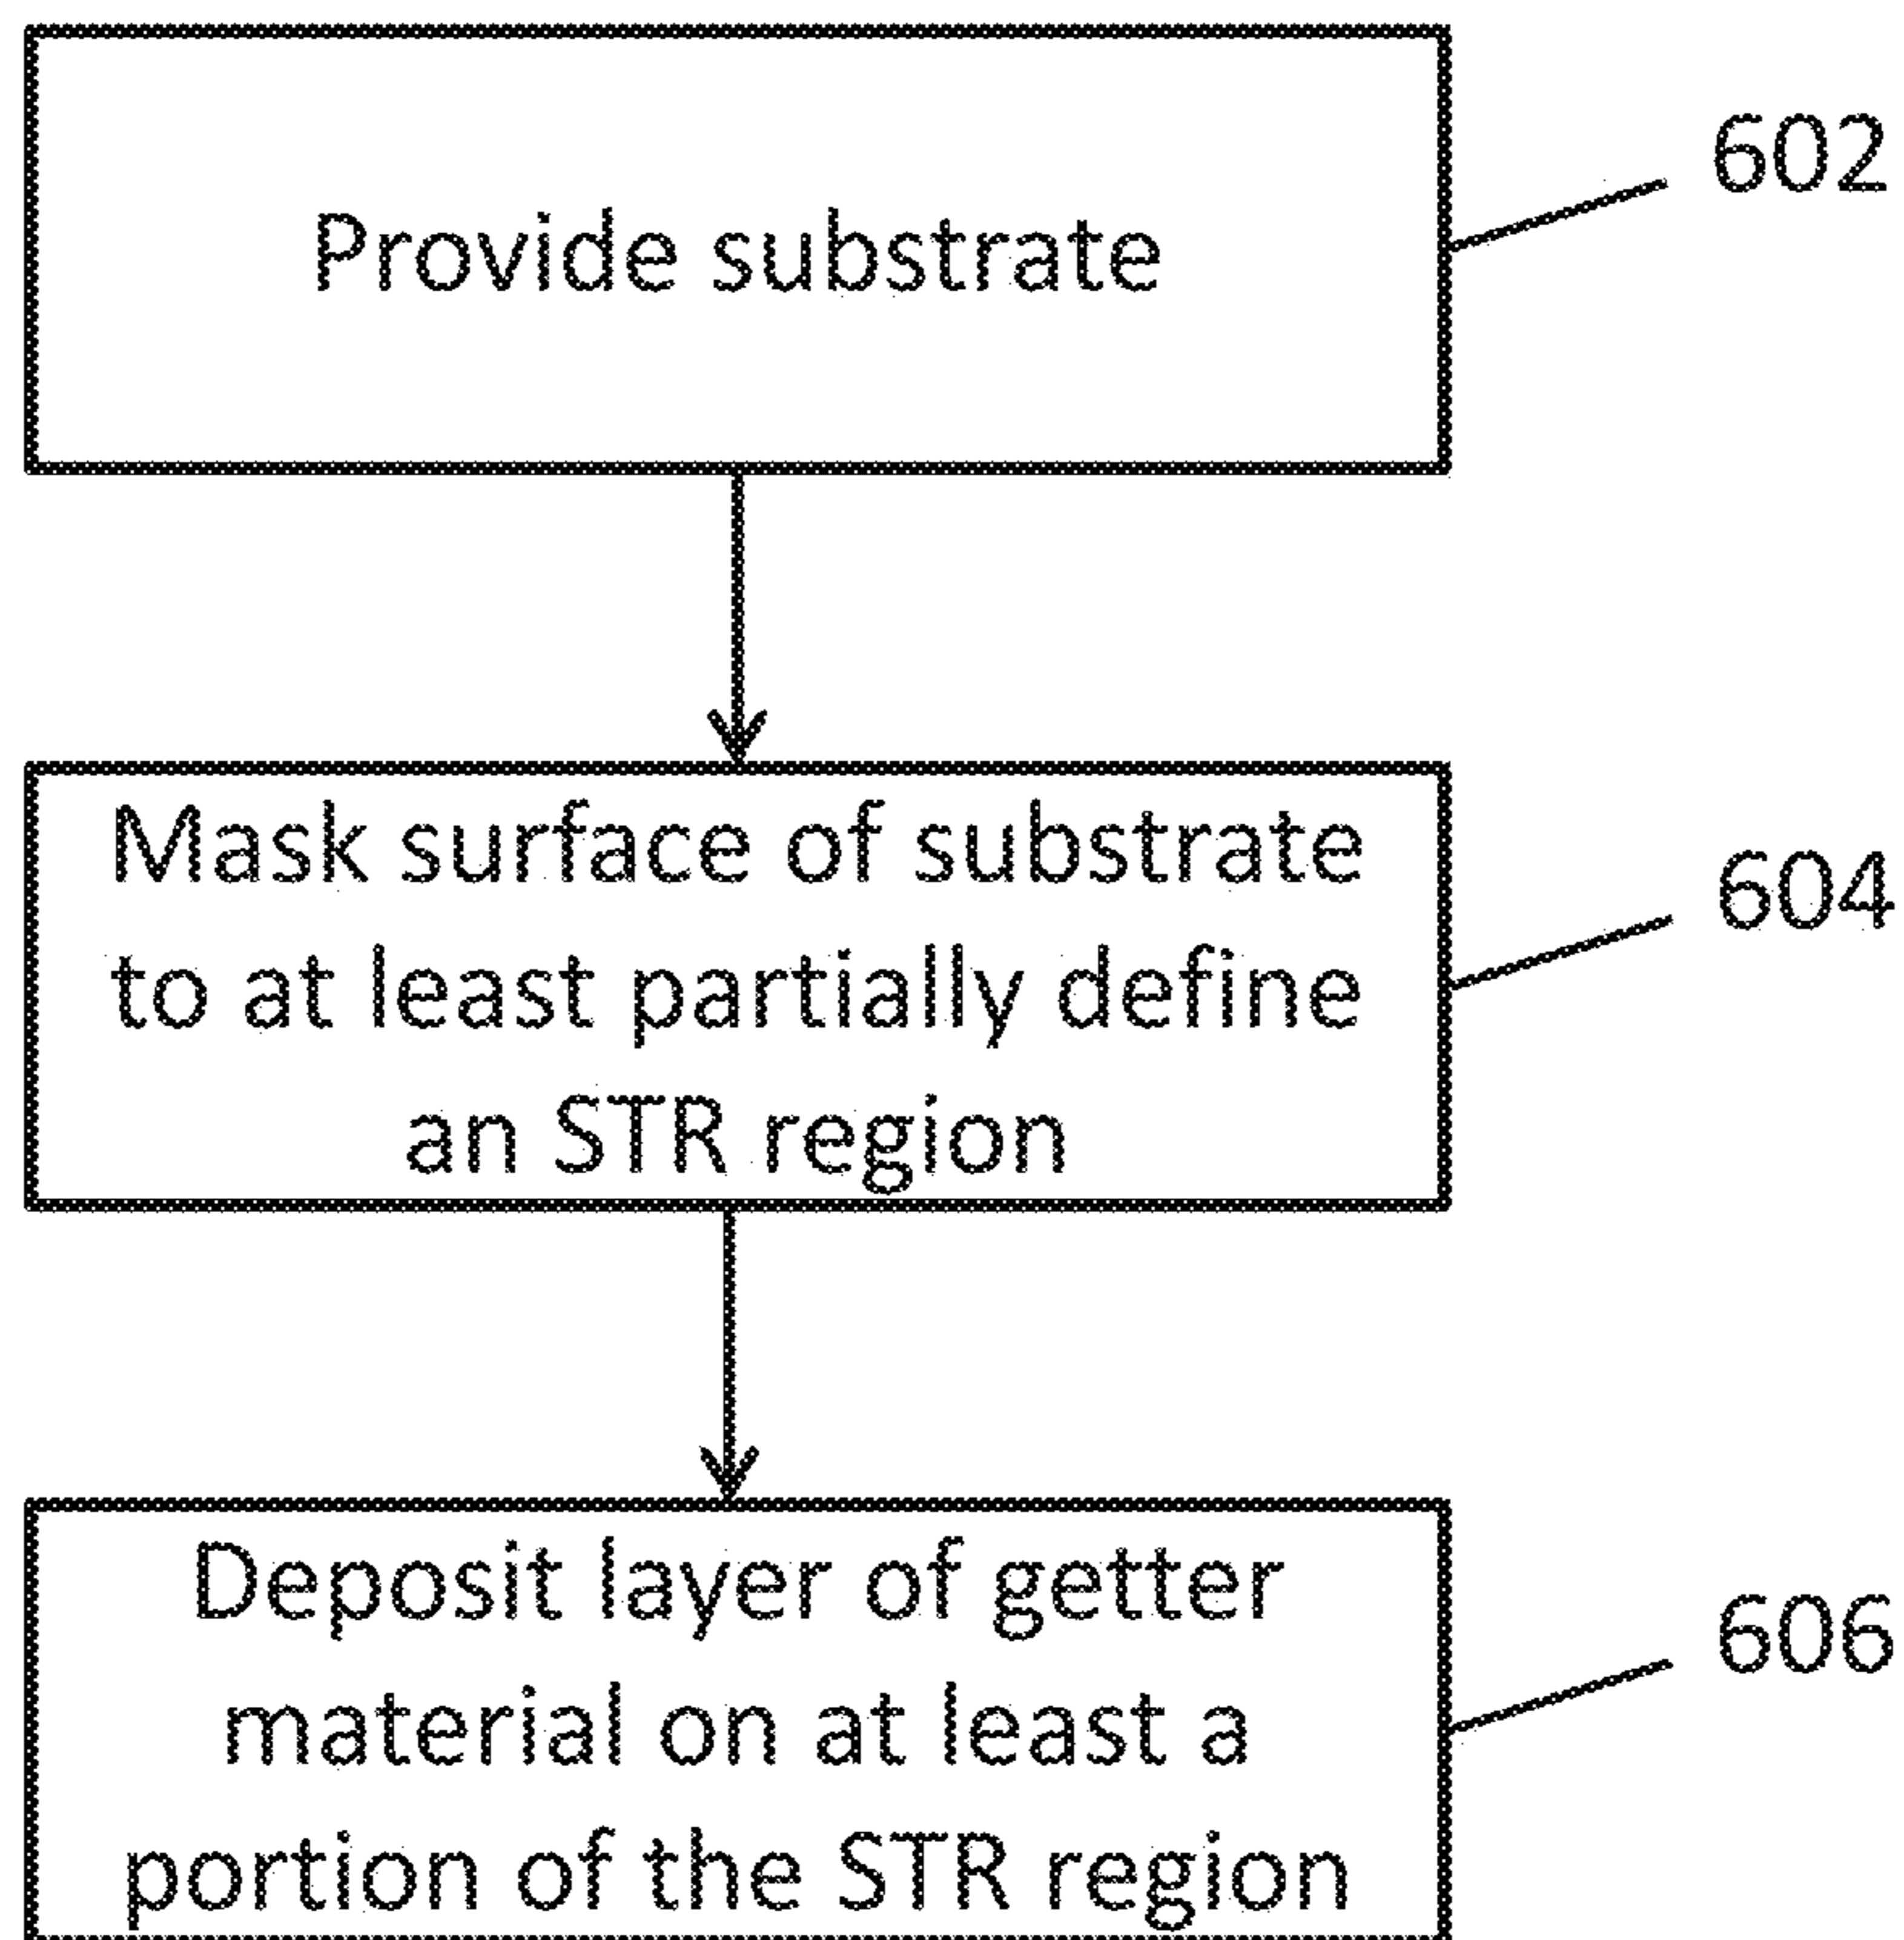 Provide substrate
602
Mask surface of substrate
to at least partially define
an STR region
604
Deposit layer of getter
material on at least a
portion of the STR region
606